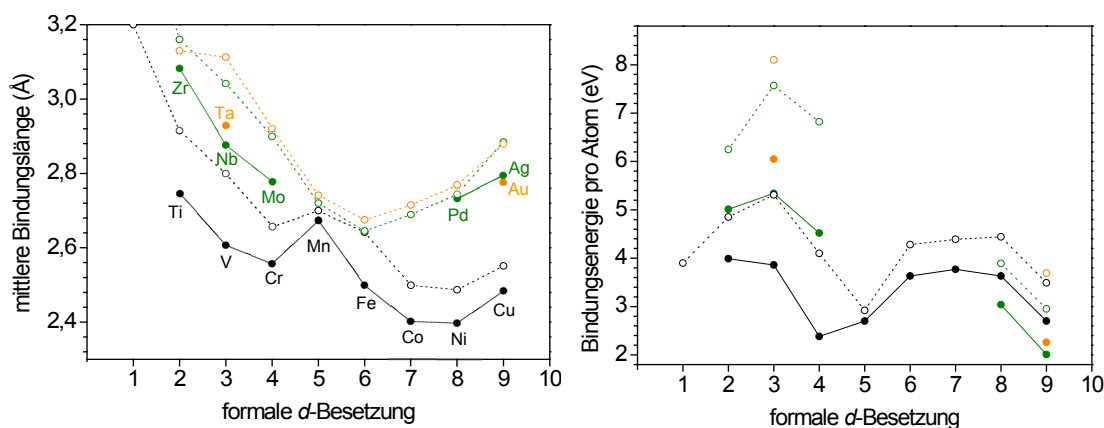 mittlere Bindungslänge (Å)
3,2
3,0
2,8
2,6
2,4
Zr
Ta
Nb
Mo
Ti
V
Cr
Mn
Fe
Co
Ni
Cu
Pd
Ag
Au
1 2 3 4 5 6 7 8 9 10
formale d-Besetzung
Bindungsenergie pro Atom (eV)
8
7
6
5
4
3
2
1 2 3 4 5 6 7 8 9 10
formale d-Besetzung